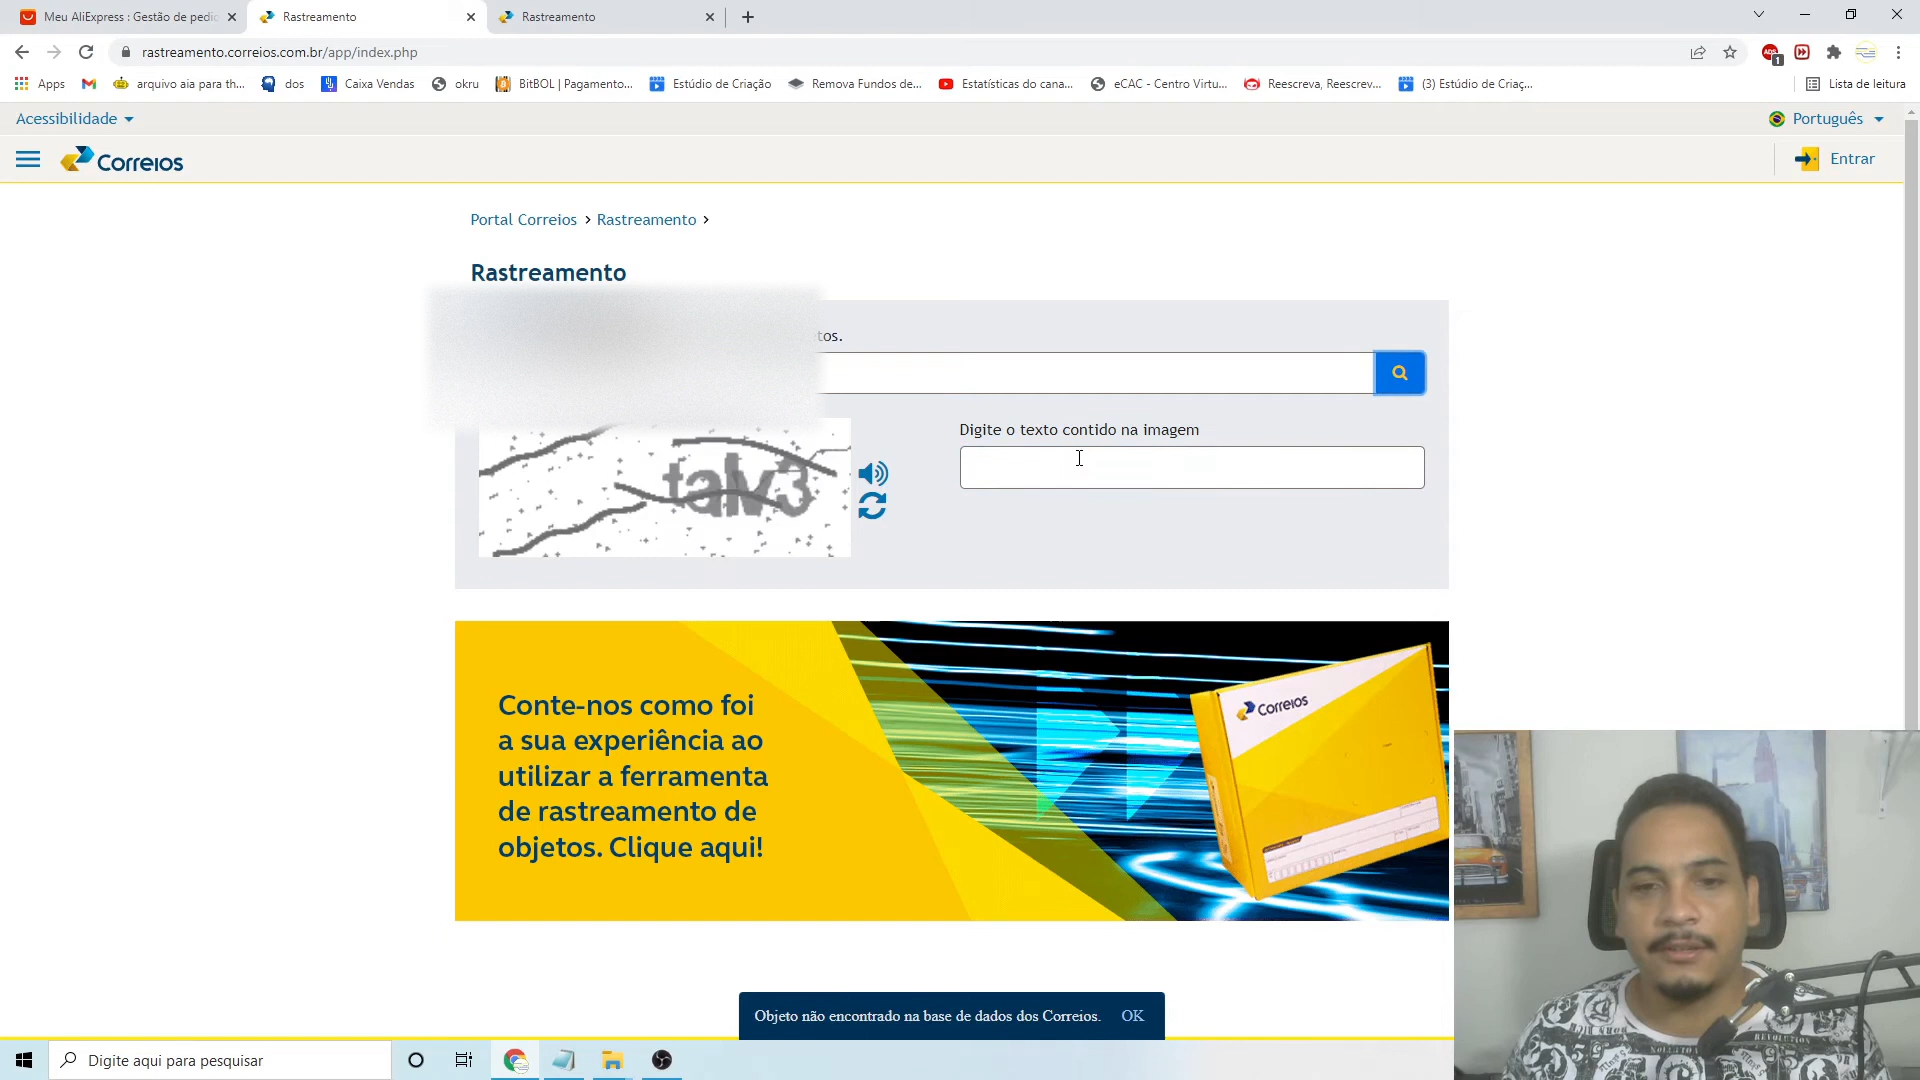 Meu AliExpress : Gestão de pedid
Rastreamento
Rastreamento
rastreamento.correios.com.br/app/index.php
ADS
1
Apps
arquivo aia para th...
dos
Caixa Vendas
okru
BitBOL | Pagamento...
Estúdio de Criação
Remova Fundos de...
Estatísticas do cana...
eCAC - Centro Virtu...
Reescreva, Reescrev...
(3) Estúdio de Criaç...
Lista de leitura
Acessibilidade
Português
Correios
Entrar
Portal Correios > Rastreamento >
Rastreamento
tos.
Digite o texto contido na imagem
talv3
Conte-nos como foi
a sua experiência ao
utilizar a ferramenta
de rastreamento de
objetos. Clique aqui!
Correios
Objeto não encontrado na base de dados dos Correios. OK
Digite aqui para pesquisar